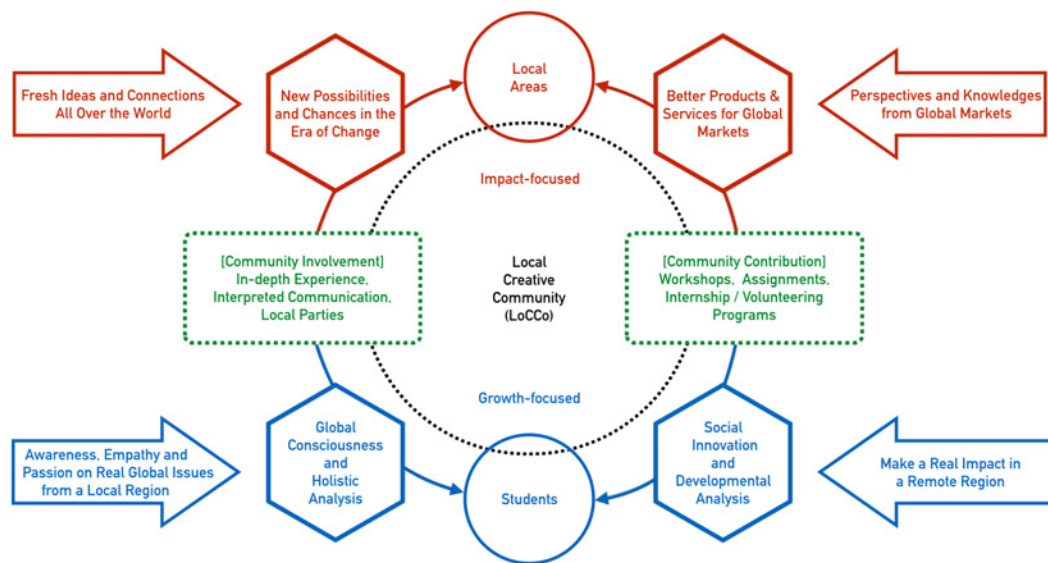 Fresh Ideas and Connections
All Over the World
New Possibilities
and Chances in the
Era of Change
Local
Areas
Better Products &
Services for Global
Markets
Perspectives and Knowledges
from Global Markets
Impact-focused
[Community Involvement]
In-depth Experience,
Interpreted Communication,
Local Parties
Local
Creative
Community
(LoCCo)
[Community Contribution]
Workshops, Assignments,
Internship / Volunteering
Programs
Growth-focused
Awareness, Empathy and
Passion on Real Global Issues
from a Local Region
Global
Consciousness
and
Holistic
Analysis
Students
Social
Innovation
and
Developmental
Analysis
Make a Real Impact in
a Remote Region